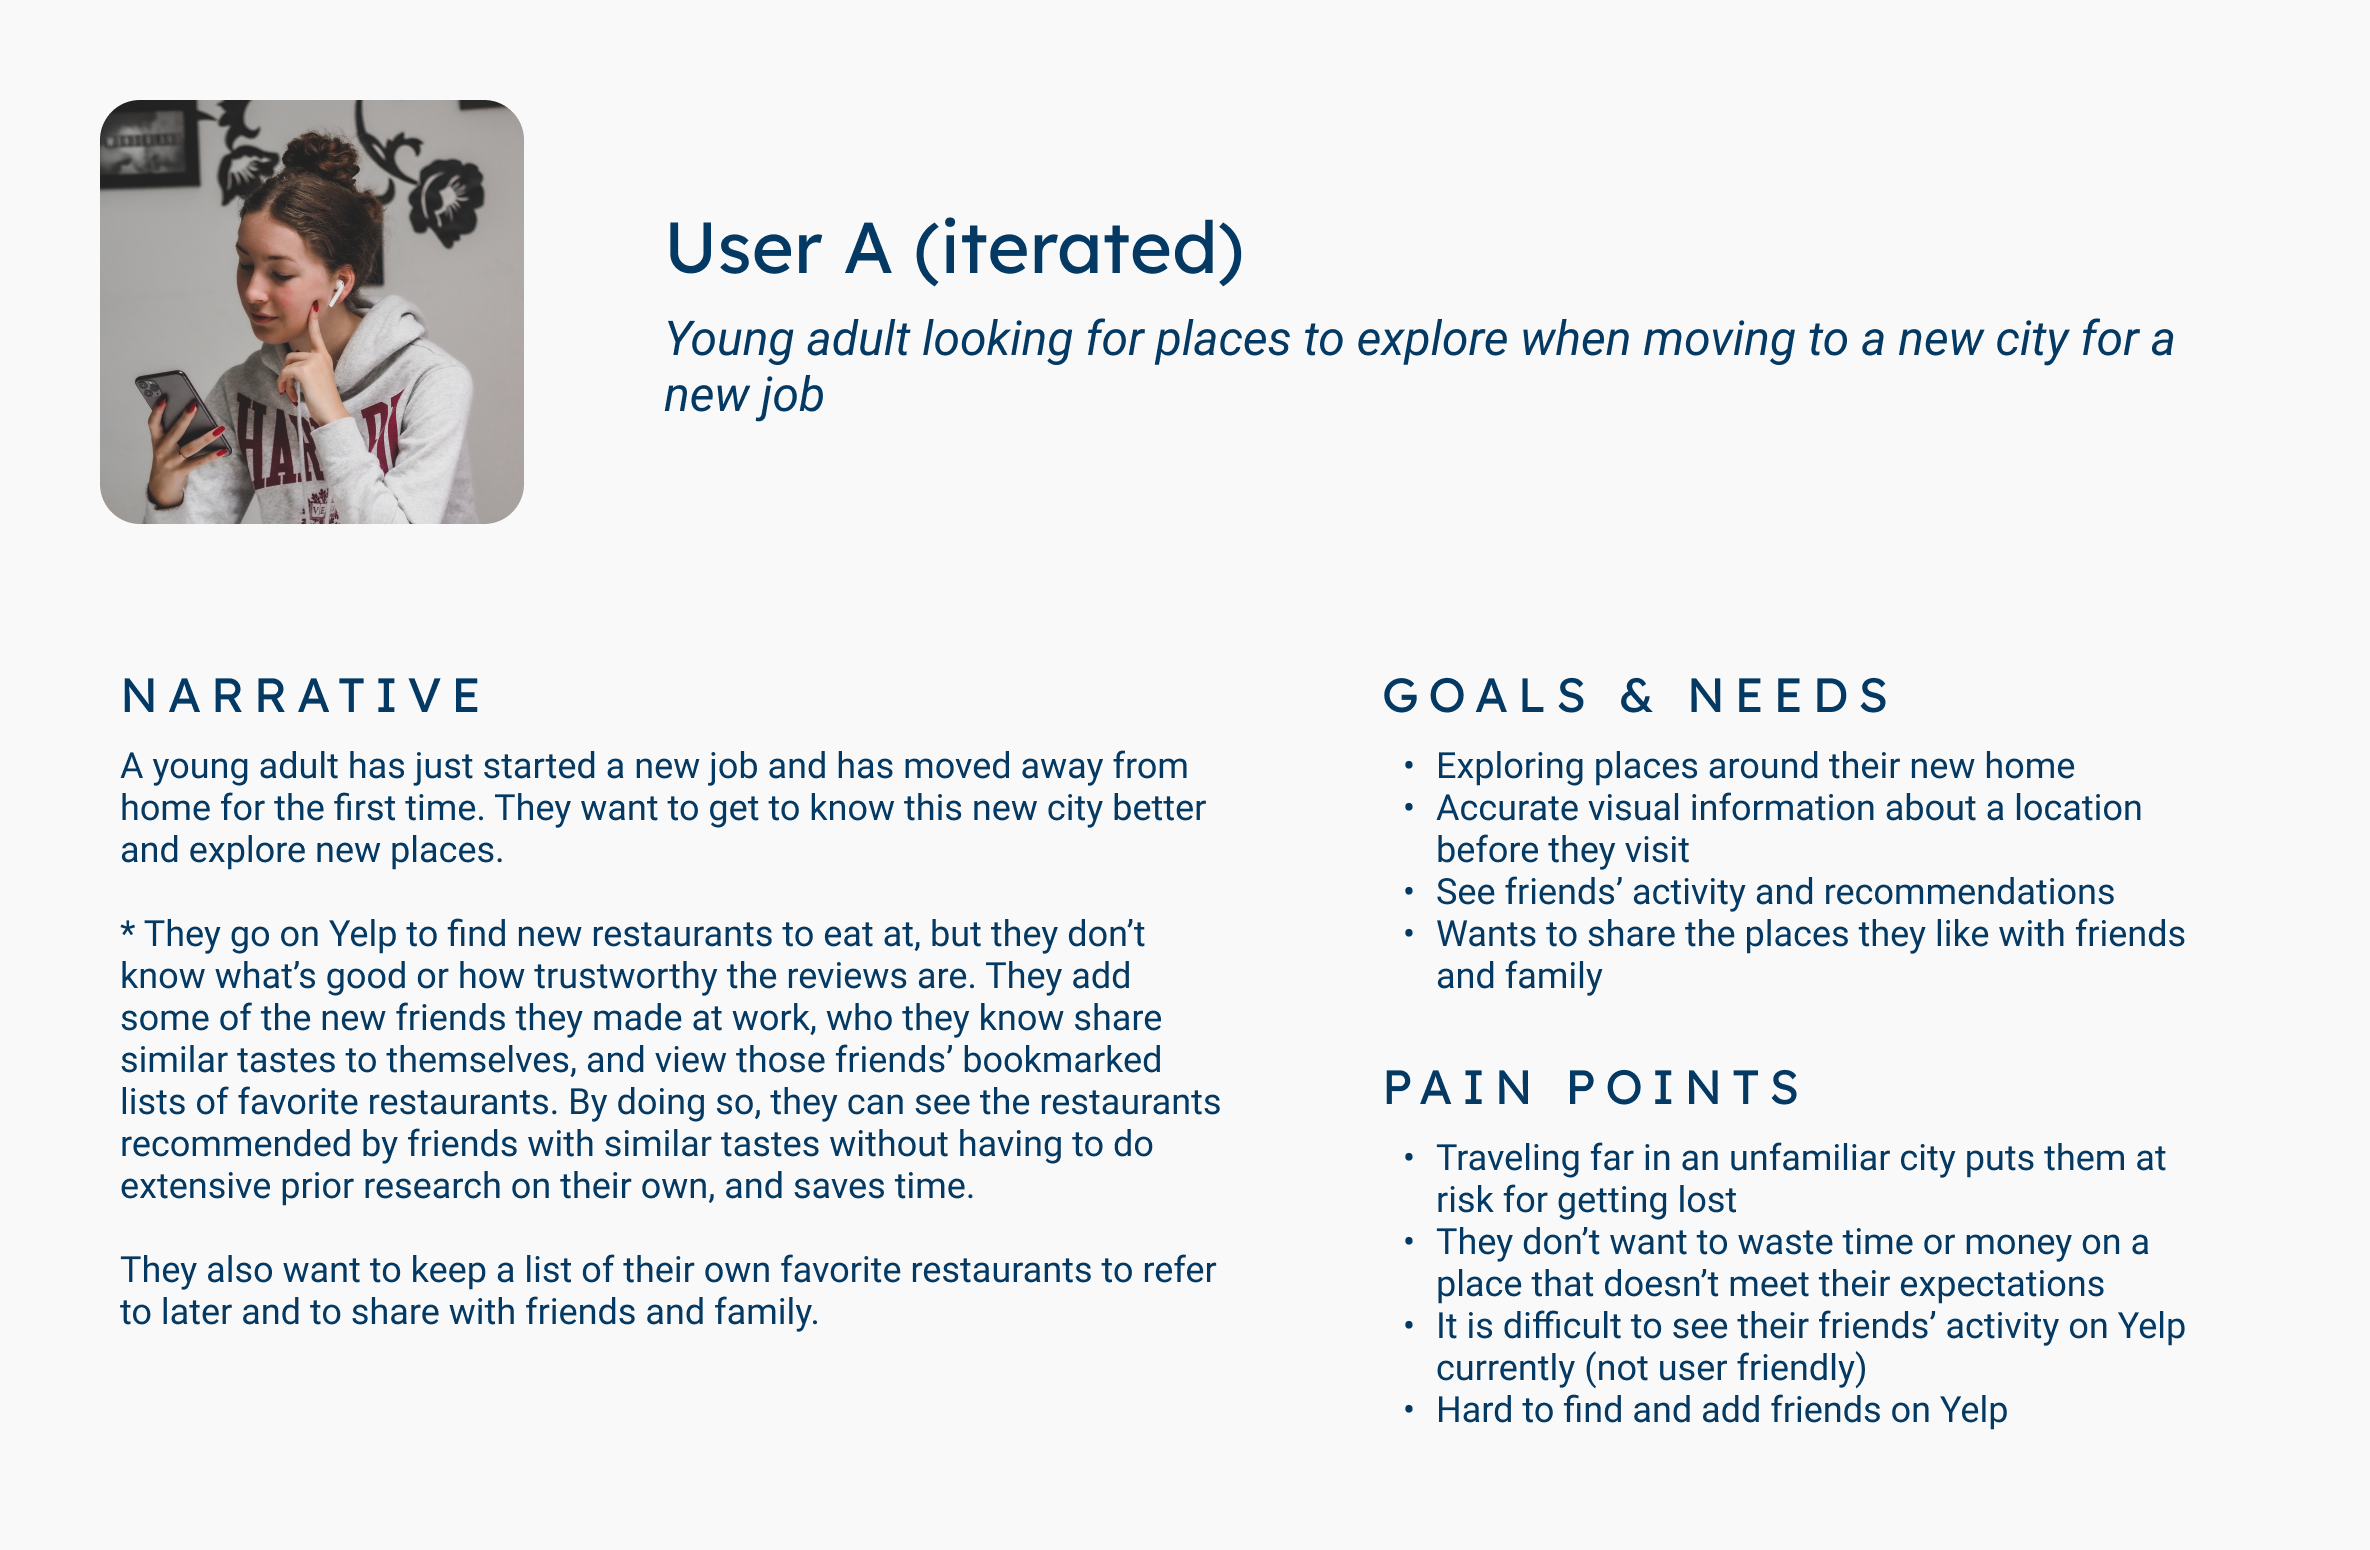 User A (iterated)
Young adult looking for places to explore when moving to a new city for a
new job
NARRATIVE
A young adult has just started a new job and has moved away from
home for the first time. They want to get to know this new city better
and explore new places.
* They go on Yelp to find new restaurants to eat at, but they don’t
know what’s good or how trustworthy the reviews are. They add
some of the new friends they made at work, who they know share
similar tastes to themselves, and view those friends’ bookmarked
lists of favorite restaurants. By doing so, they can see the restaurants
recommended by friends with similar tastes without having to do
extensive prior research on their own, and saves time.
They also want to keep a list of their own favorite restaurants to refer
to later and to share with friends and family.
GOALS & NEEDS
• Exploring places around their new home
• Accurate visual information about a location
before they visit
• See friends’ activity and recommendations
• Wants to share the places they like with friends
and family
PAIN POINTS
• Traveling far in an unfamiliar city puts them at
risk for getting lost
• They don’t want to waste time or money on a
place that doesn’t meet their expectations
• It is difficult to see their friends’ activity on Yelp
currently (not user friendly)
• Hard to find and add friends on Yelp